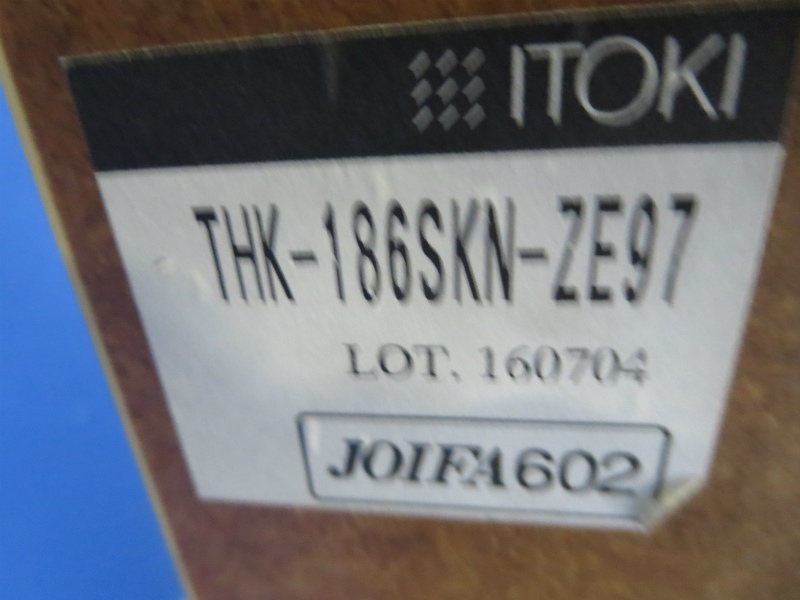 ITOKI
THK-186SKN-ZE97
LOT. 160704
JOIFA602